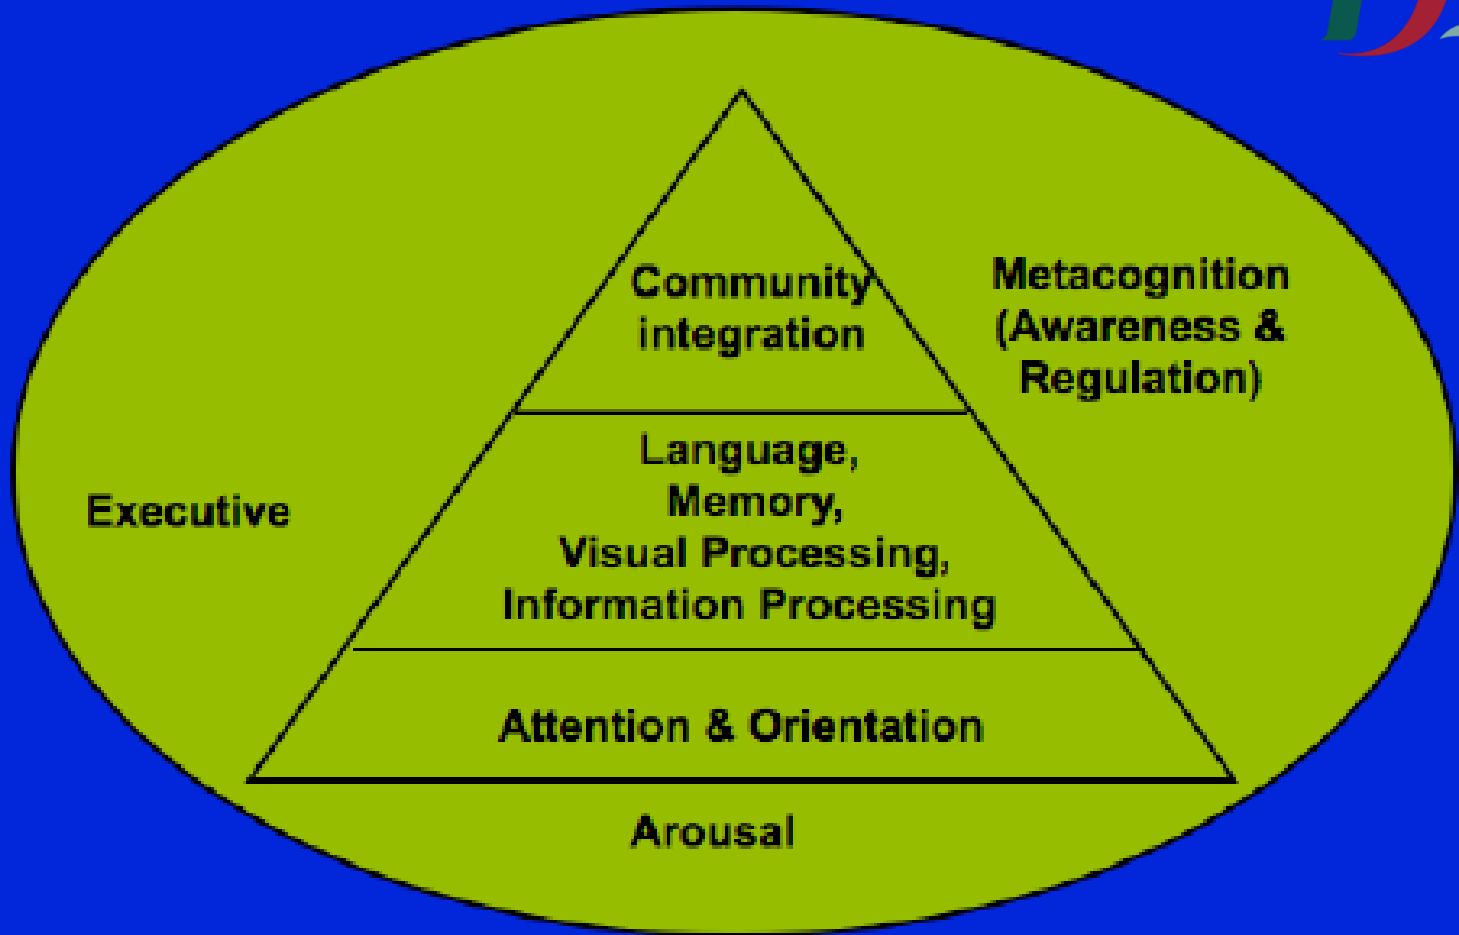 Community
integration
Metacognition
(Awareness &
Regulation)
Language,
Memory,
Visual Processing,
Information Processing
Executive
Attention & Orientation
Arousal